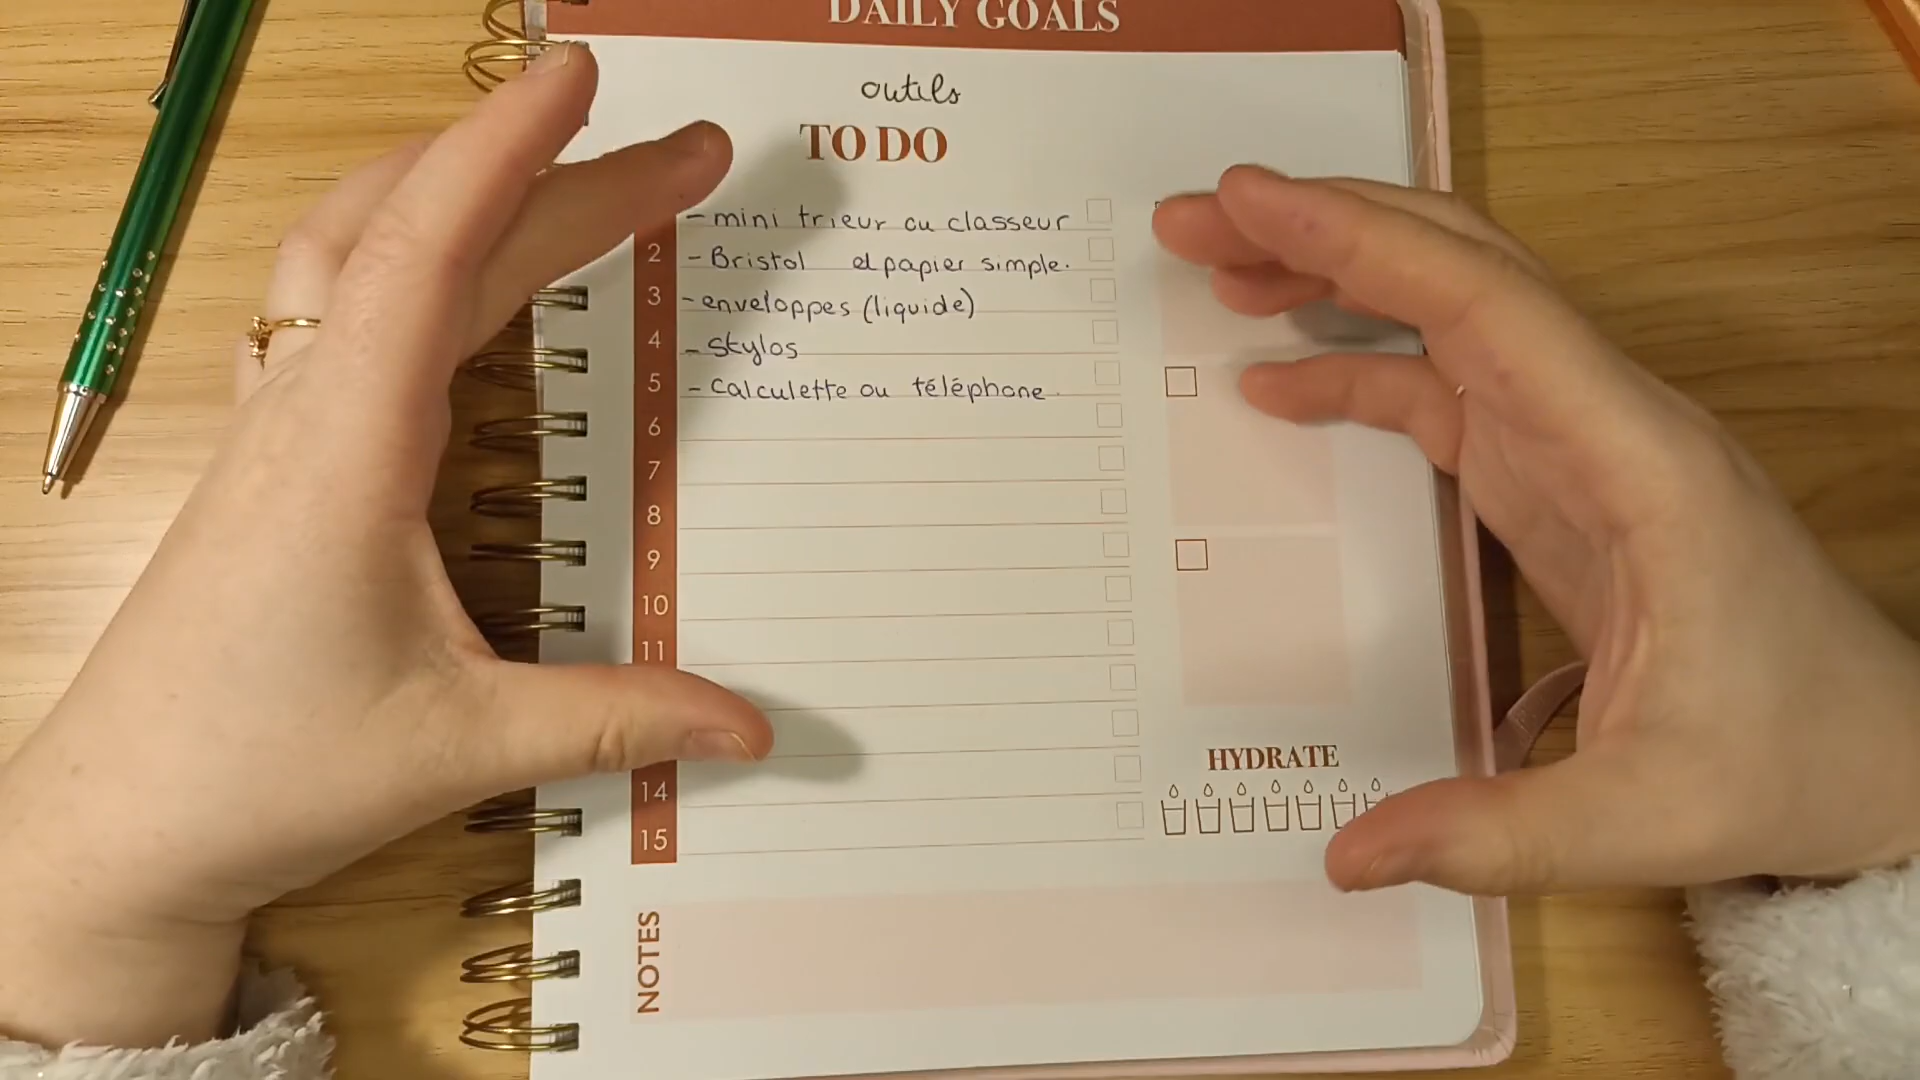 DAILY GOALS
outils
TO DO
- mini trieur ou classeur
2 - Bristol et papier simple.
3 - enveloppes (liquide)
4 - Stylos
5 - Calculette ou téléphone.
6
7
8
9
10
11
14
15
HYDRATE
NOTES